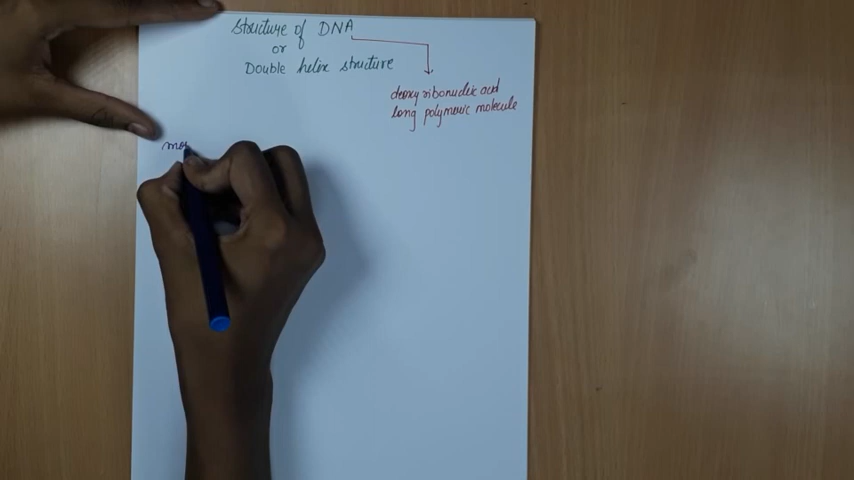 Structure of DNA
or
Double helix structure
deoxy ribonucleic acid
long polymeric molecule